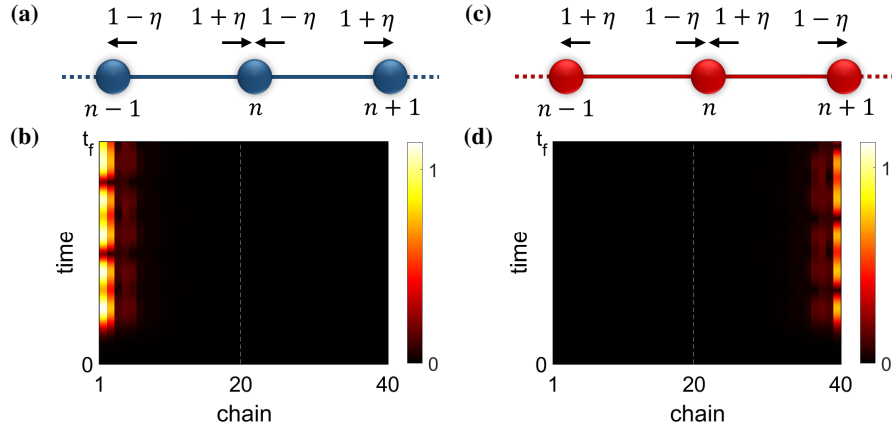 (a)
1 − η 1 + η 1 − η 1 + η
n − 1 n n + 1
(c)
1 + η 1 − η 1 + η 1 − η
n − 1 n n + 1
(b)
t_f
time
0
1 20 40
chain
1
0
(d)
t_f
time
0
1 20 40
chain
1
0